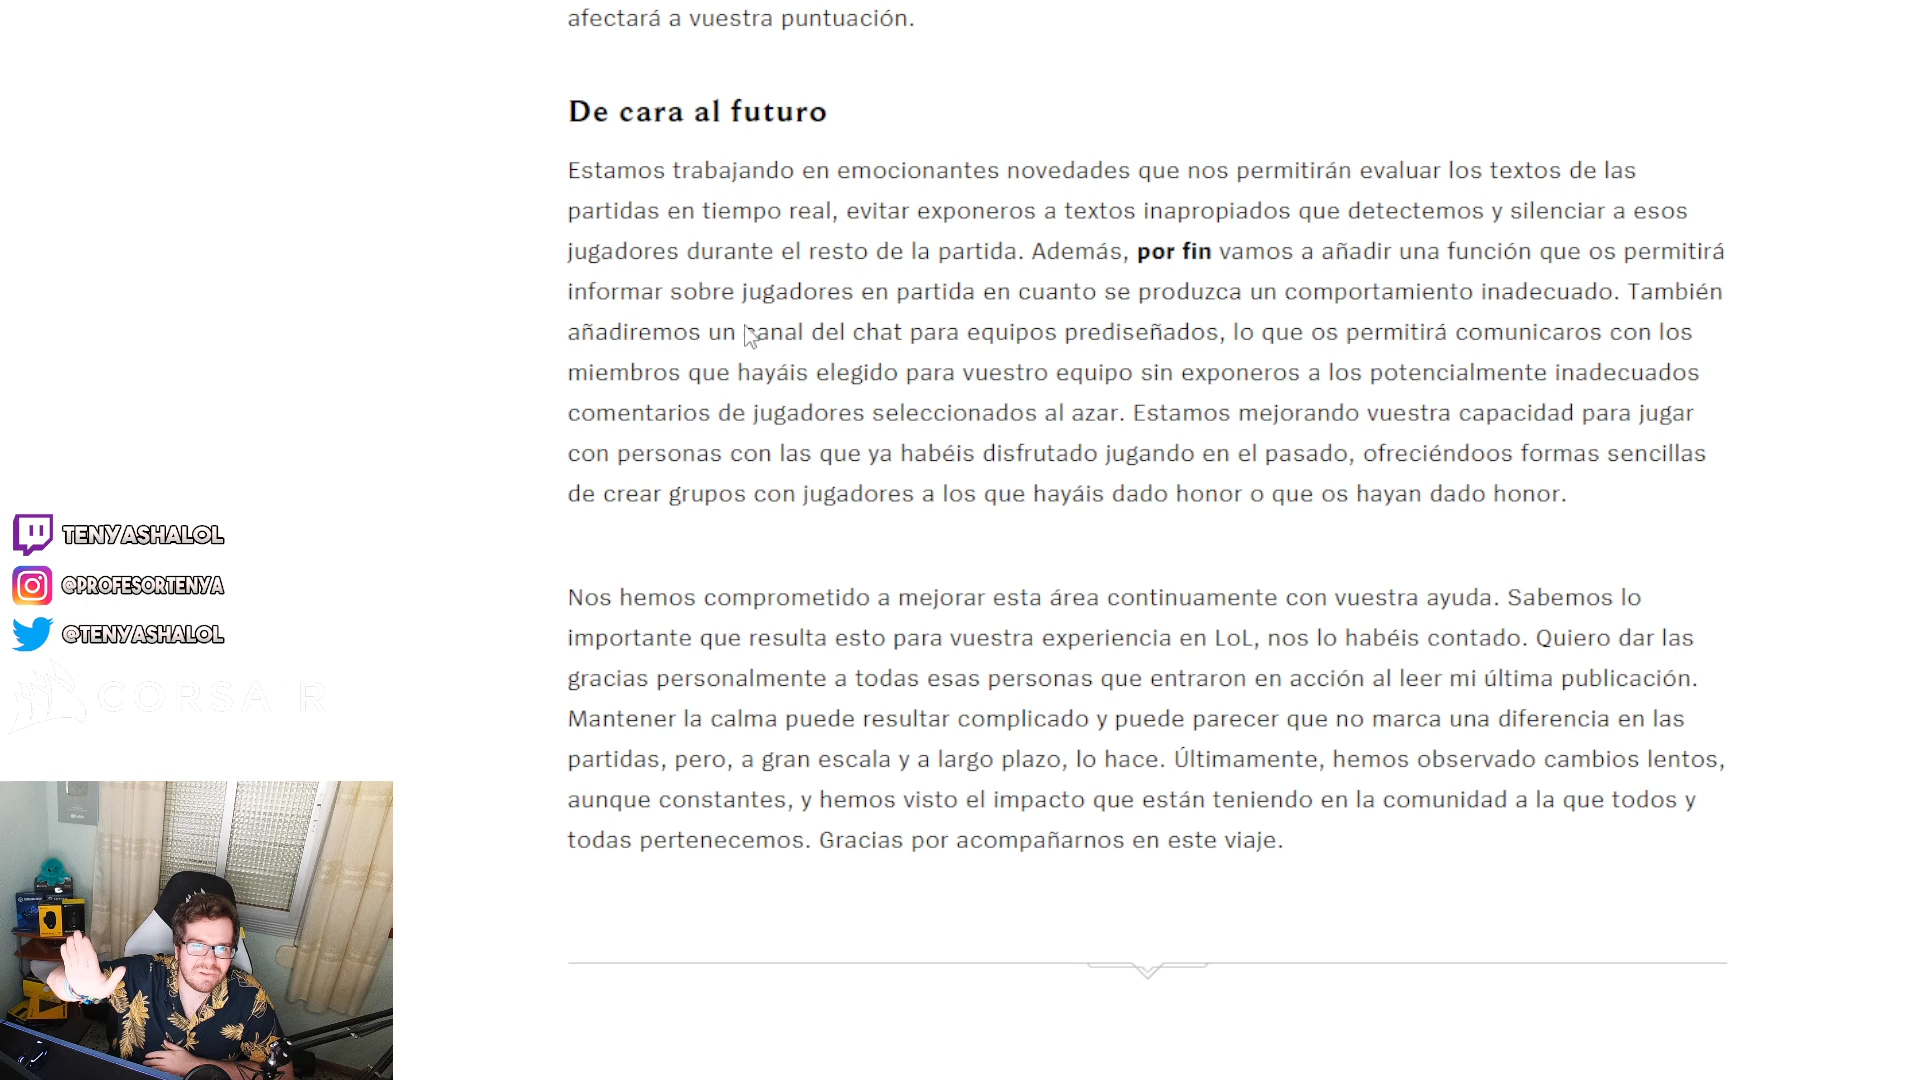 afectará a vuestra puntuación.
De cara al futuro
Estamos trabajando en emocionantes novedades que nos permitirán evaluar los textos de las
partidas en tiempo real, evitar exponeros a textos inapropiados que detectemos y silenciar a esos
jugadores durante el resto de la partida. Además, por fin vamos a añadir una función que os permitirá
informar sobre jugadores en partida en cuanto se produzca un comportamiento inadecuado. También
añadiremos un canal del chat para equipos prediseñados, lo que os permitirá comunicaros con los
miembros que hayáis elegido para vuestro equipo sin exponeros a los potencialmente inadecuados
comentarios de jugadores seleccionados al azar. Estamos mejorando vuestra capacidad para jugar
con personas con las que ya habéis disfrutado jugando en el pasado, ofreciéndoos formas sencillas
de crear grupos con jugadores a los que hayáis dado honor o que os hayan dado honor.
Nos hemos comprometido a mejorar esta área continuamente con vuestra ayuda. Sabemos lo
importante que resulta esto para vuestra experiencia en LoL, nos lo habéis contado. Quiero dar las
gracias personalmente a todas esas personas que entraron en acción al leer mi última publicación.
Mantener la calma puede resultar complicado y puede parecer que no marca una diferencia en las
partidas, pero, a gran escala y a largo plazo, lo hace. Últimamente, hemos observado cambios lentos,
aunque constantes, y hemos visto el impacto que están teniendo en la comunidad a la que todos y
todas pertenecemos. Gracias por acompañarnos en este viaje.
TENYASHALOL
@PROFESORTENYA
@TENYASHALOL
CORSAIR